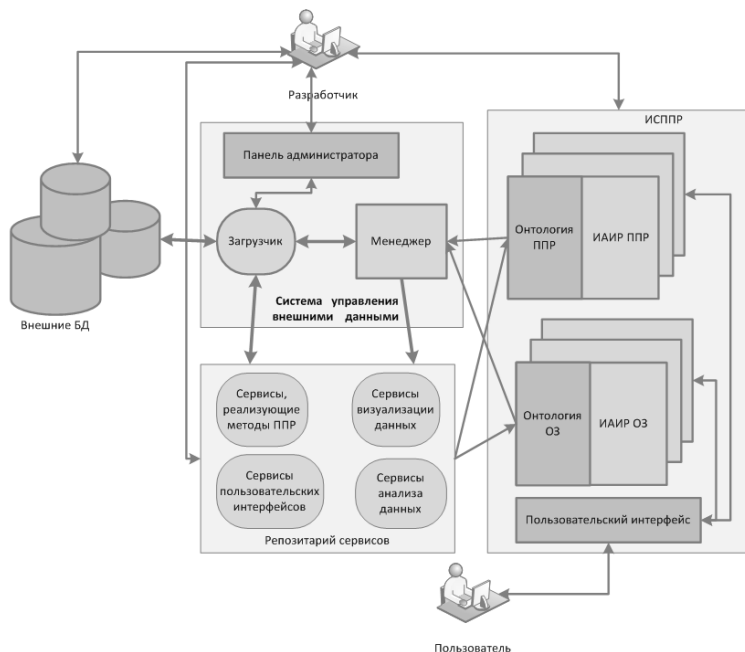 Разработчик
ИСППР
Панель администратора
Онтология
ППР
ИАИР ППР
Загрузчик
Менеджер
Система управления
внешними данными
Внешние БД
Сервисы,
реализующие
методы ППР
Сервисы
визуализации
данных
Онтология
ОЗ
ИАИР ОЗ
Сервисы
пользовательских
интерфейсов
Сервисы
анализа
данных
Репозитарий сервисов
Пользовательский интерфейс
Пользователь